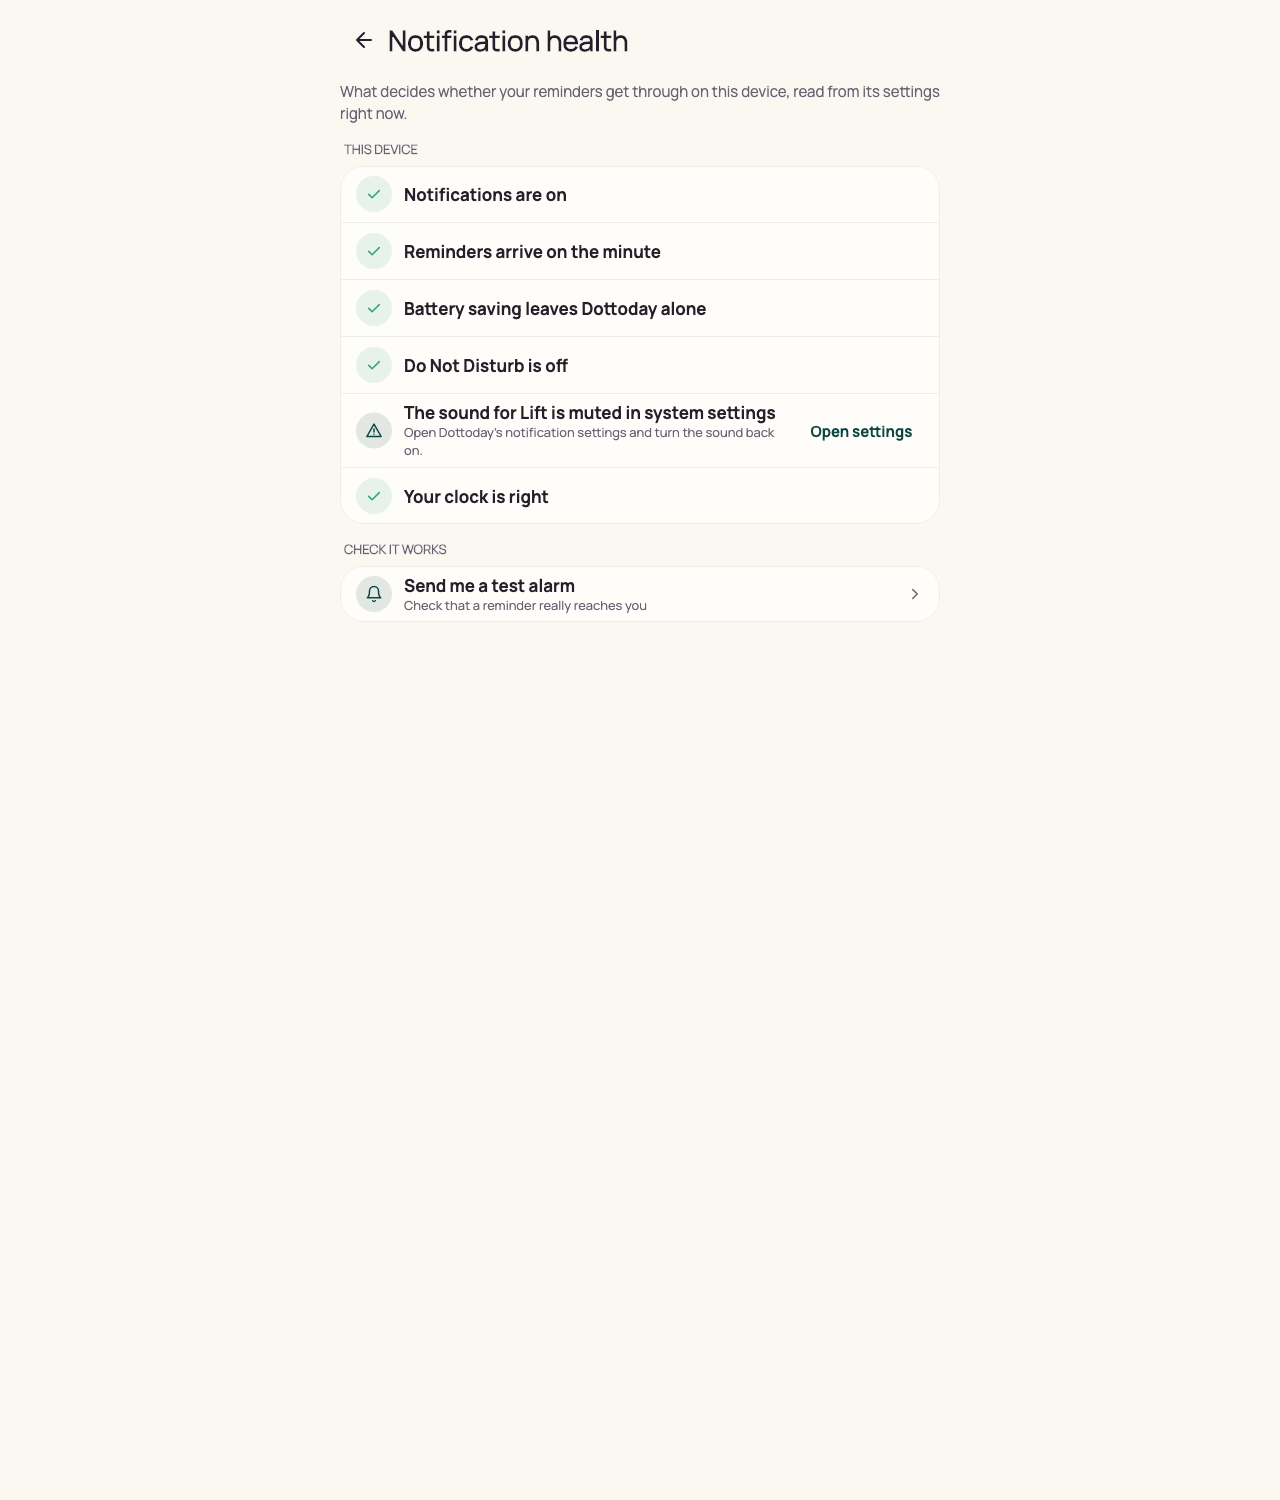 Notification health
What decides whether your reminders get through on this device, read from its settings
right now.
THIS DEVICE
Notifications are on
Reminders arrive on the minute
Battery saving leaves Dottoday alone
Do Not Disturb is off
The sound for Lift is muted in system settings
Open Dottoday's notification settings and turn the sound back
on.
Open settings
Your clock is right
CHECK IT WORKS
Send me a test alarm
Check that a reminder really reaches you